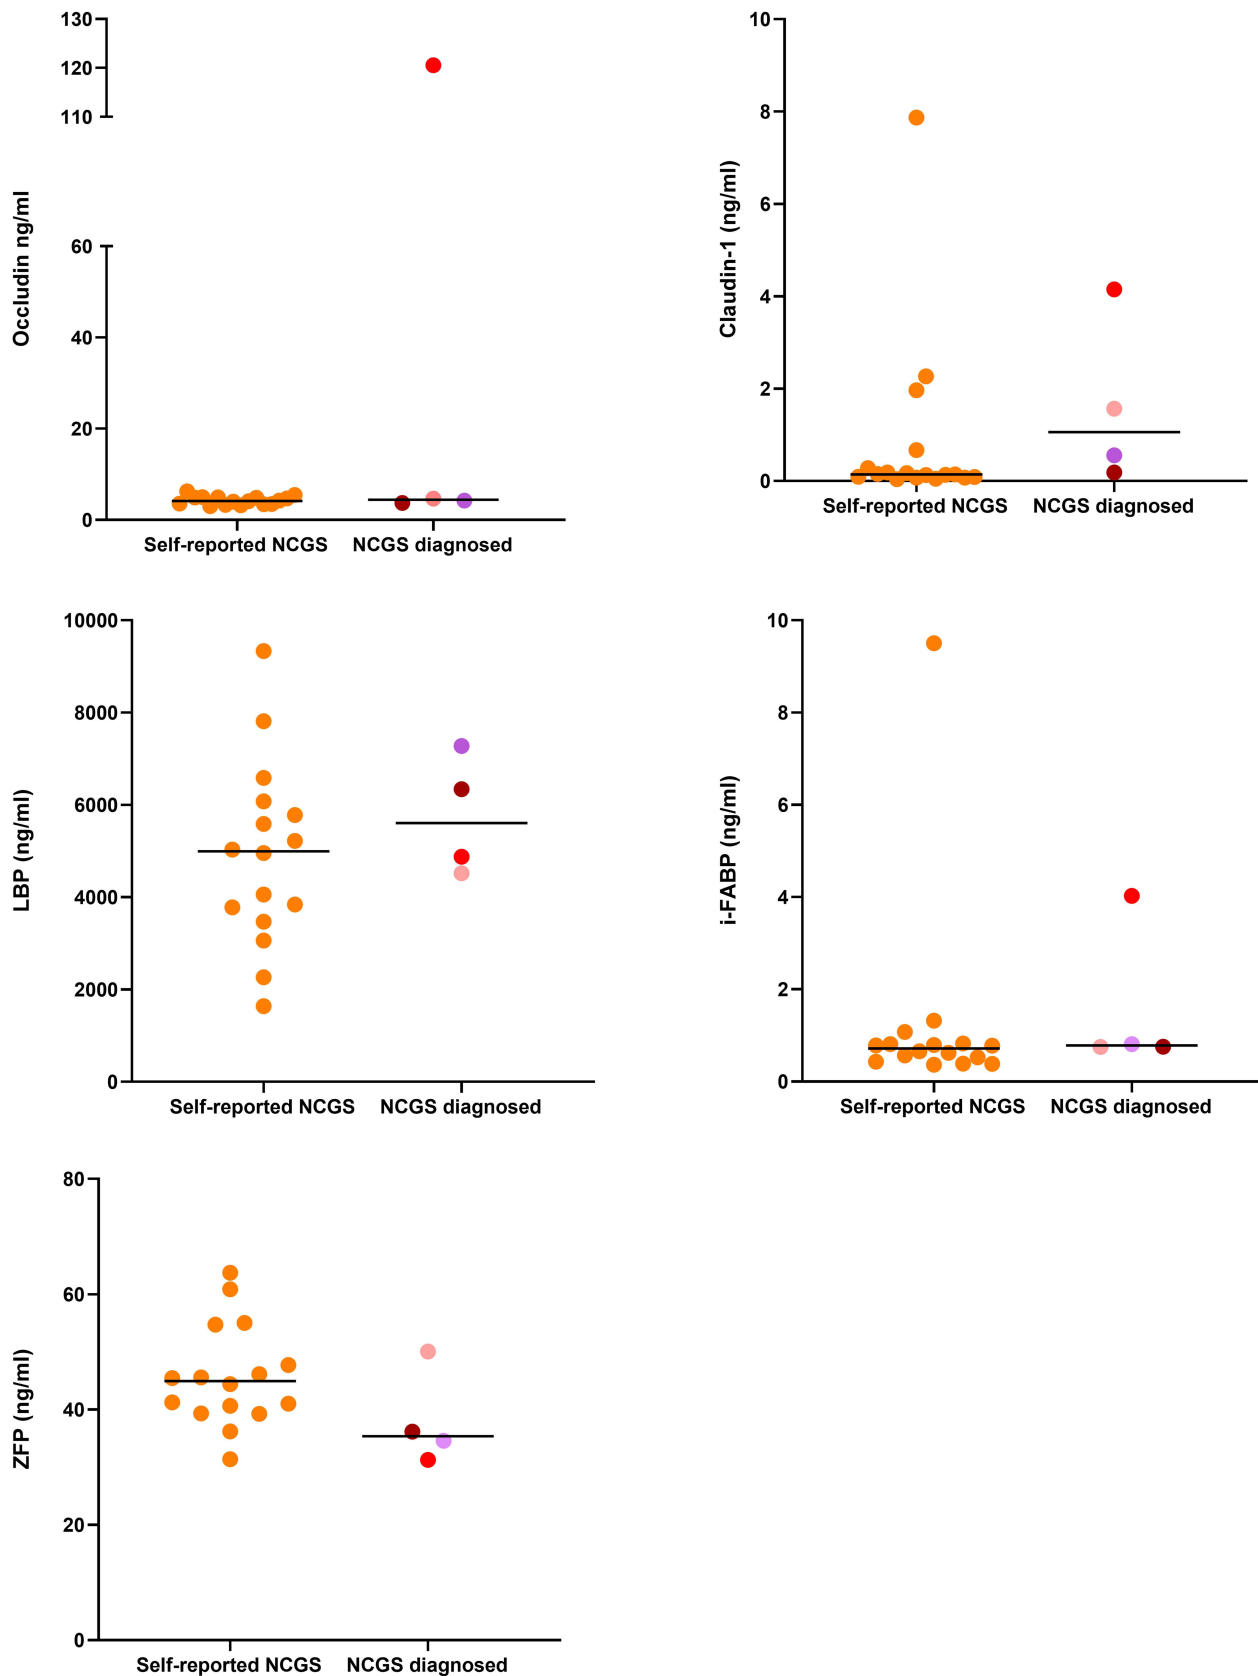 Occludin ng/ml
130
120
110
60
40
20
0
Self-reported NCGS
NCGS diagnosed
Claudin-1 (ng/ml)
10
8
6
4
2
0
Self-reported NCGS
NCGS diagnosed
LBP (ng/ml)
10000
8000
6000
4000
2000
0
Self-reported NCGS
NCGS diagnosed
i-FABP (ng/ml)
10
8
6
4
2
0
Self-reported NCGS
NCGS diagnosed
ZFP (ng/ml)
80
60
40
20
0
Self-reported NCGS
NCGS diagnosed